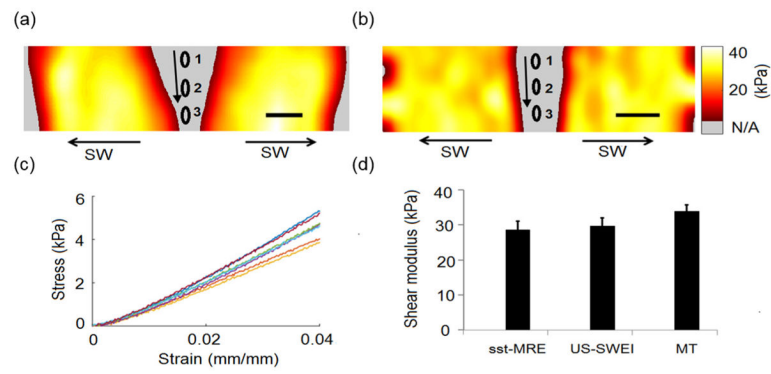 (a)
(b)
1
2
3
1
2
3
SW
SW
SW
SW
40
20
N/A
(kPa)
(c)
Stress (kPa)
6
4
2
0
0
0.02
0.04
Strain (mm/mm)
(d)
Shear modulus (kPa)
40
30
20
10
0
sst-MRE
US-SWEI
MT